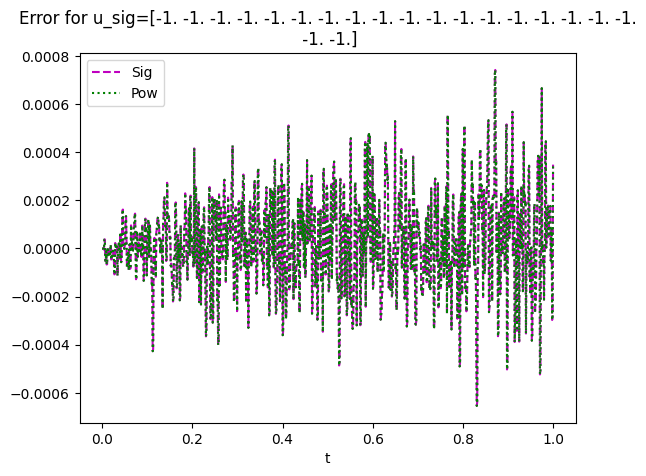 Error for u_sig=[-1. -1. -1. -1. -1. -1. -1. -1. -1. -1. -1. -1. -1. -1. -1. -1. -1. -1.
-1. -1.]
Sig
Pow
0.0008
0.0006
0.0004
0.0002
0.0000
−0.0002
−0.0004
−0.0006
0.0 0.2 0.4 0.6 0.8 1.0
t